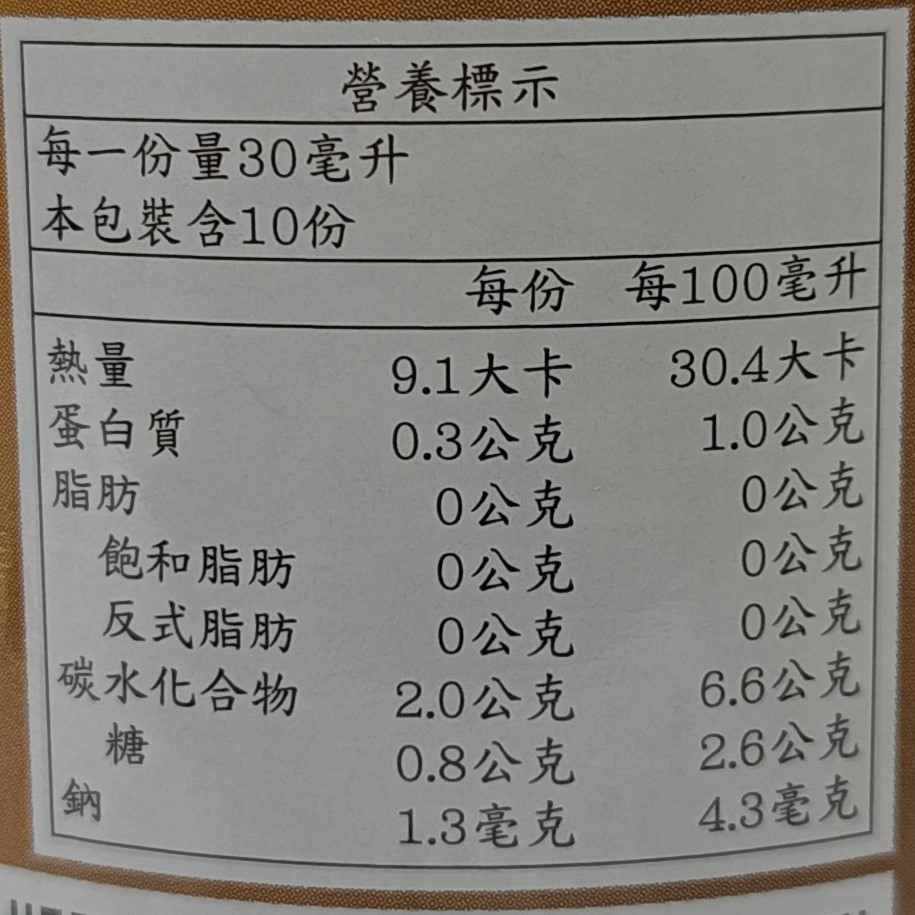 營養標示
每一份量30毫升
本包裝含10份
每份 每100毫升
熱量 9.1大卡 30.4大卡
蛋白質 0.3公克 1.0公克
脂肪 0公克 0公克
飽和脂肪 0公克 0公克
反式脂肪 0公克 0公克
碳水化合物 2.0公克 6.6公克
糖 0.8公克 2.6公克
鈉 1.3毫克 4.3毫克